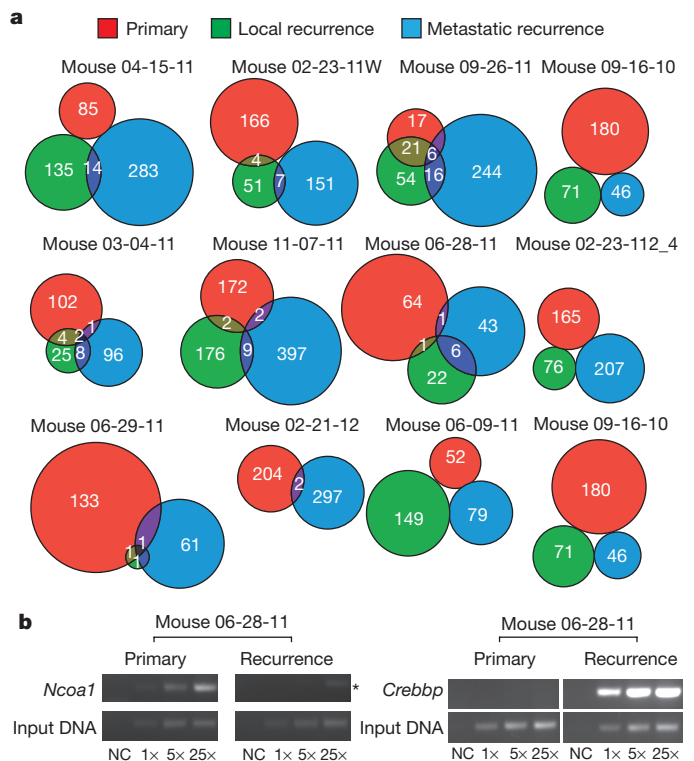 a
Primary Local recurrence Metastatic recurrence
Mouse 04-15-11 Mouse 02-23-11W Mouse 09-26-11 Mouse 09-16-10
85
135 14 283
166
4
51 7 151
17
21 6
54 16 244
180
71 46
Mouse 03-04-11 Mouse 11-07-11 Mouse 06-28-11 Mouse 02-23-112_4
102
1
4 2
25 8 96
172
2 2
176 9 397
64
1 43
1 6
22
165
76 207
Mouse 06-29-11 Mouse 02-21-12 Mouse 06-09-11 Mouse 09-16-10
133
1
1 61
1
204 2 297
52
149 79
180
71 46
b
Mouse 06-28-11 Mouse 06-28-11
Primary Recurrence Primary Recurrence
Ncoa1 * Crebbp
Input DNA Input DNA
NC 1× 5× 25× NC 1× 5× 25× NC 1× 5× 25× NC 1× 5× 25×